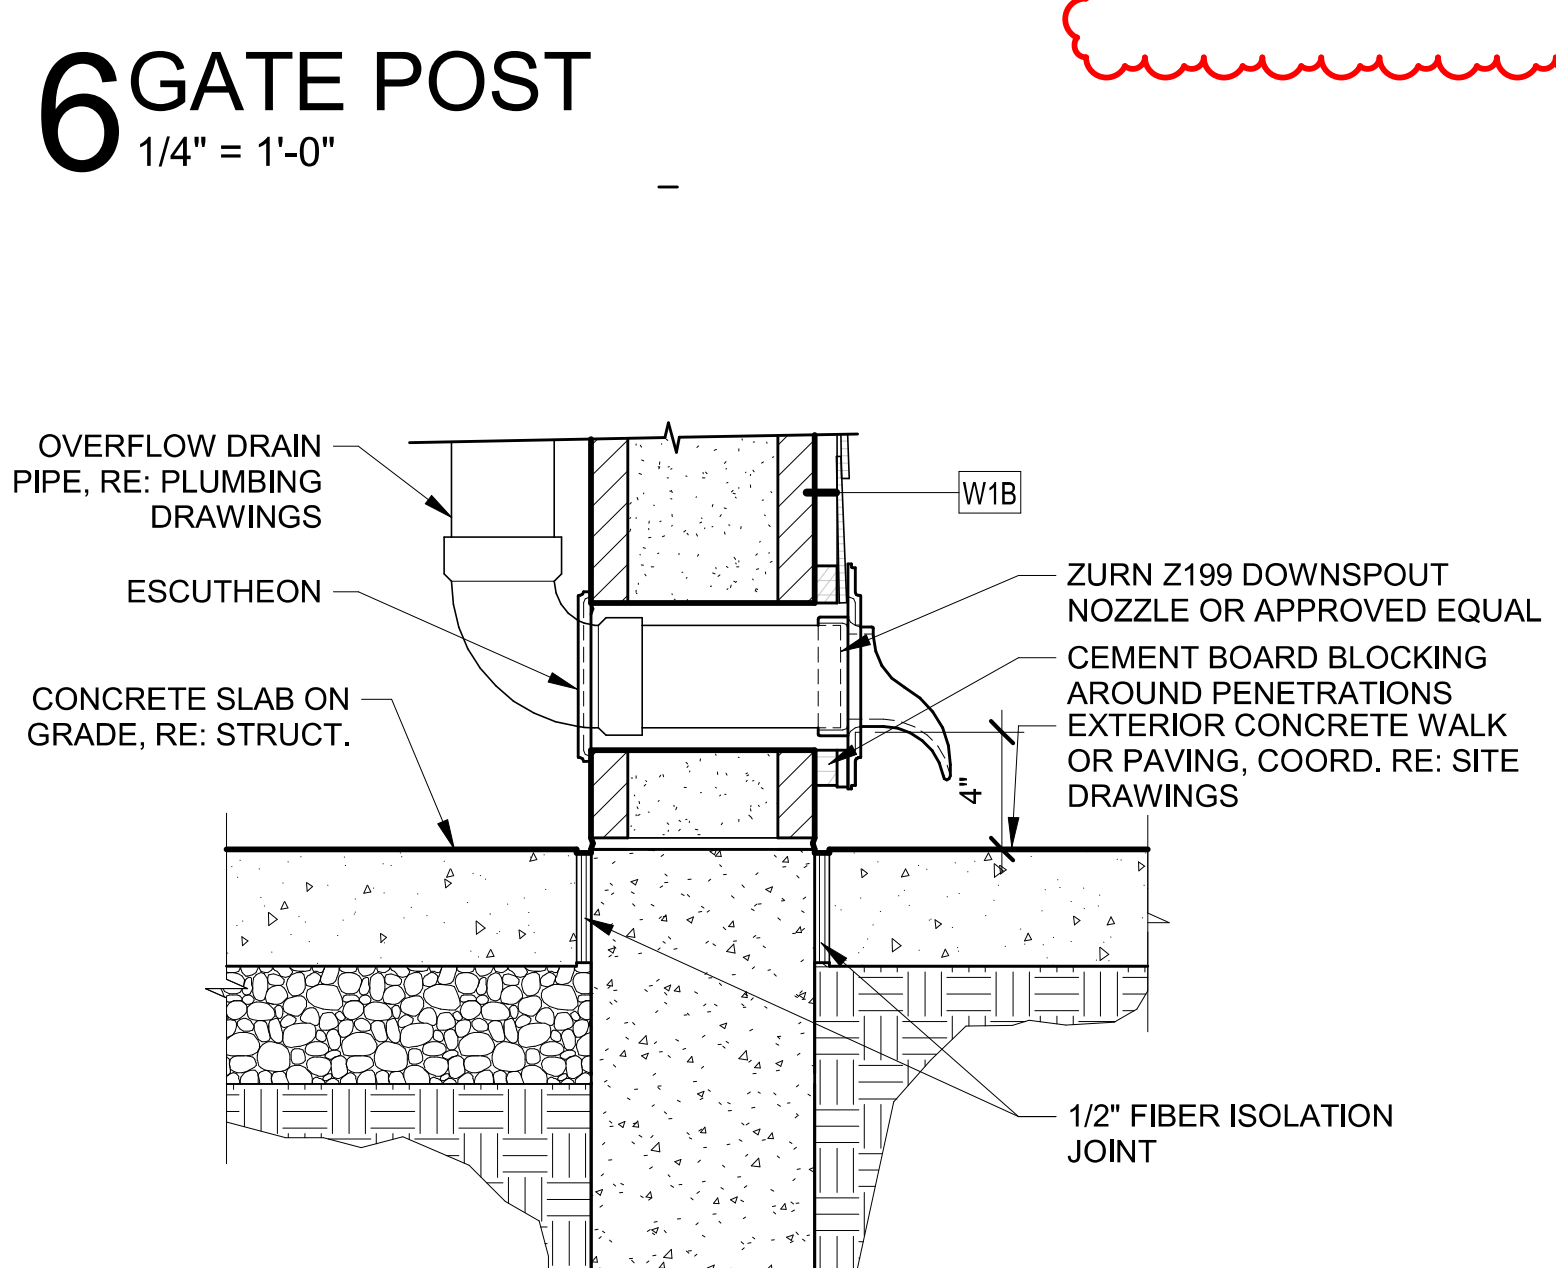 6 GATE POST
1/4" = 1'-0"
OVERFLOW DRAIN
PIPE, RE: PLUMBING
DRAWINGS
ESCUTHEON
CONCRETE SLAB ON
GRADE, RE: STRUCT.
W1B
ZURN Z199 DOWNSPOUT
NOZZLE OR APPROVED EQUAL
CEMENT BOARD BLOCKING
AROUND PENETRATIONS
EXTERIOR CONCRETE WALK
OR PAVING, COORD. RE: SITE
DRAWINGS
4"
1/2" FIBER ISOLATION
JOINT